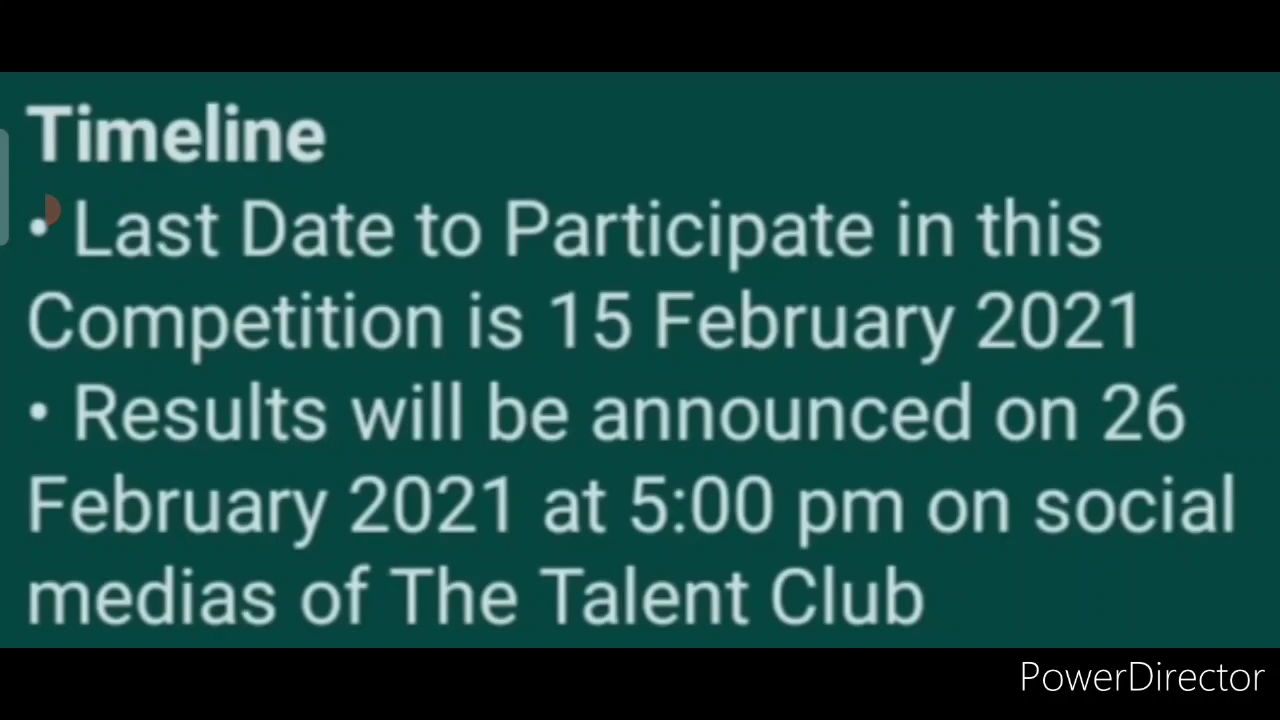 Timeline
• Last Date to Participate in this
Competition is 15 February 2021
• Results will be announced on 26
February 2021 at 5:00 pm on social
medias of The Talent Club
PowerDirector